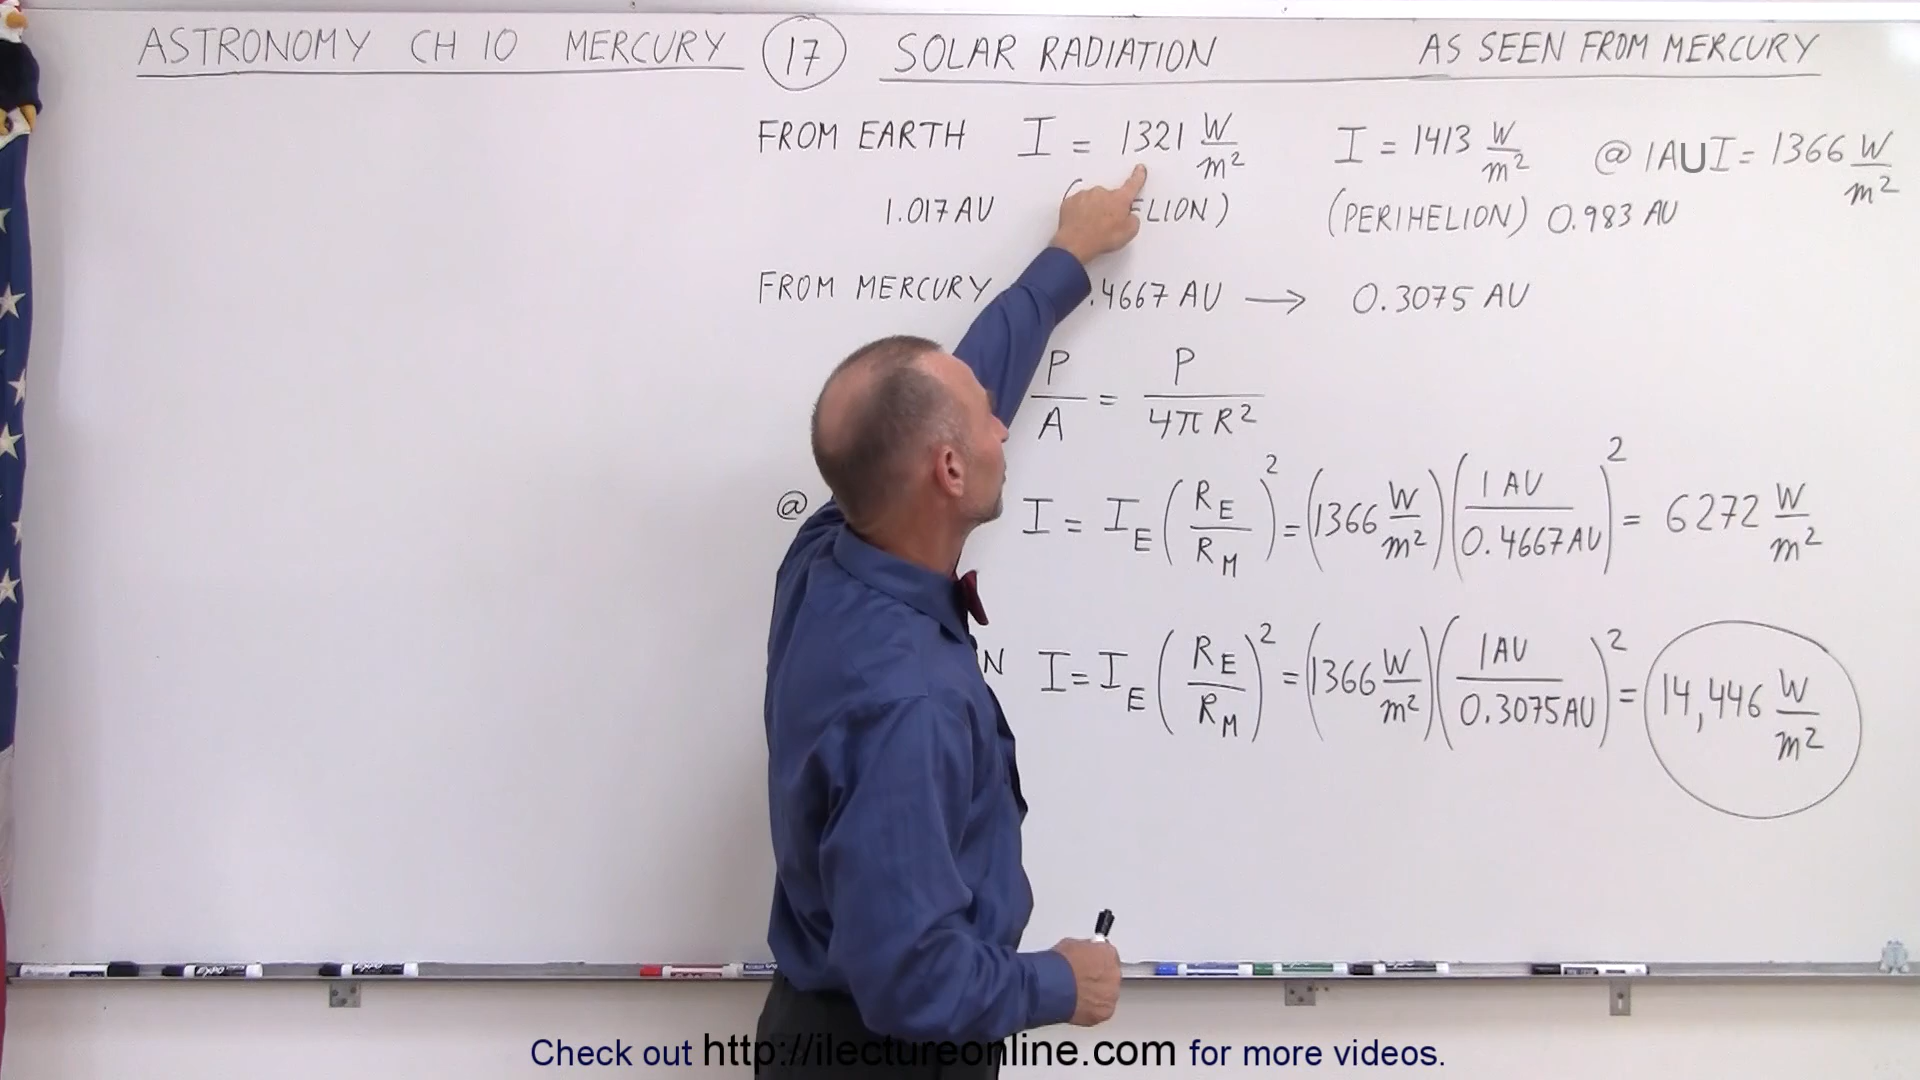 ASTRONOMY CH 10 MERCURY 17 SOLAR RADIATION AS SEEN FROM MERCURY
FROM EARTH I = 1321 W/m² I = 1413 W/m² @ 1AU I = 1366 W/m²
1.017 AU ( ELION) (PERIHELION) 0.983 AU
FROM MERCURY .4667 AU → 0.3075 AU
P/A = P/4πR²
@ I = I_E (R_E/R_M)² = (1366 W/m²)(1 AU/0.4667 AU)² = 6272 W/m²
N I = I_E (R_E/R_M)² = (1366 W/m²)(1AU/0.3075 AU)² = 14,446 W/m²
Check out http://ilectureonline.com for more videos.